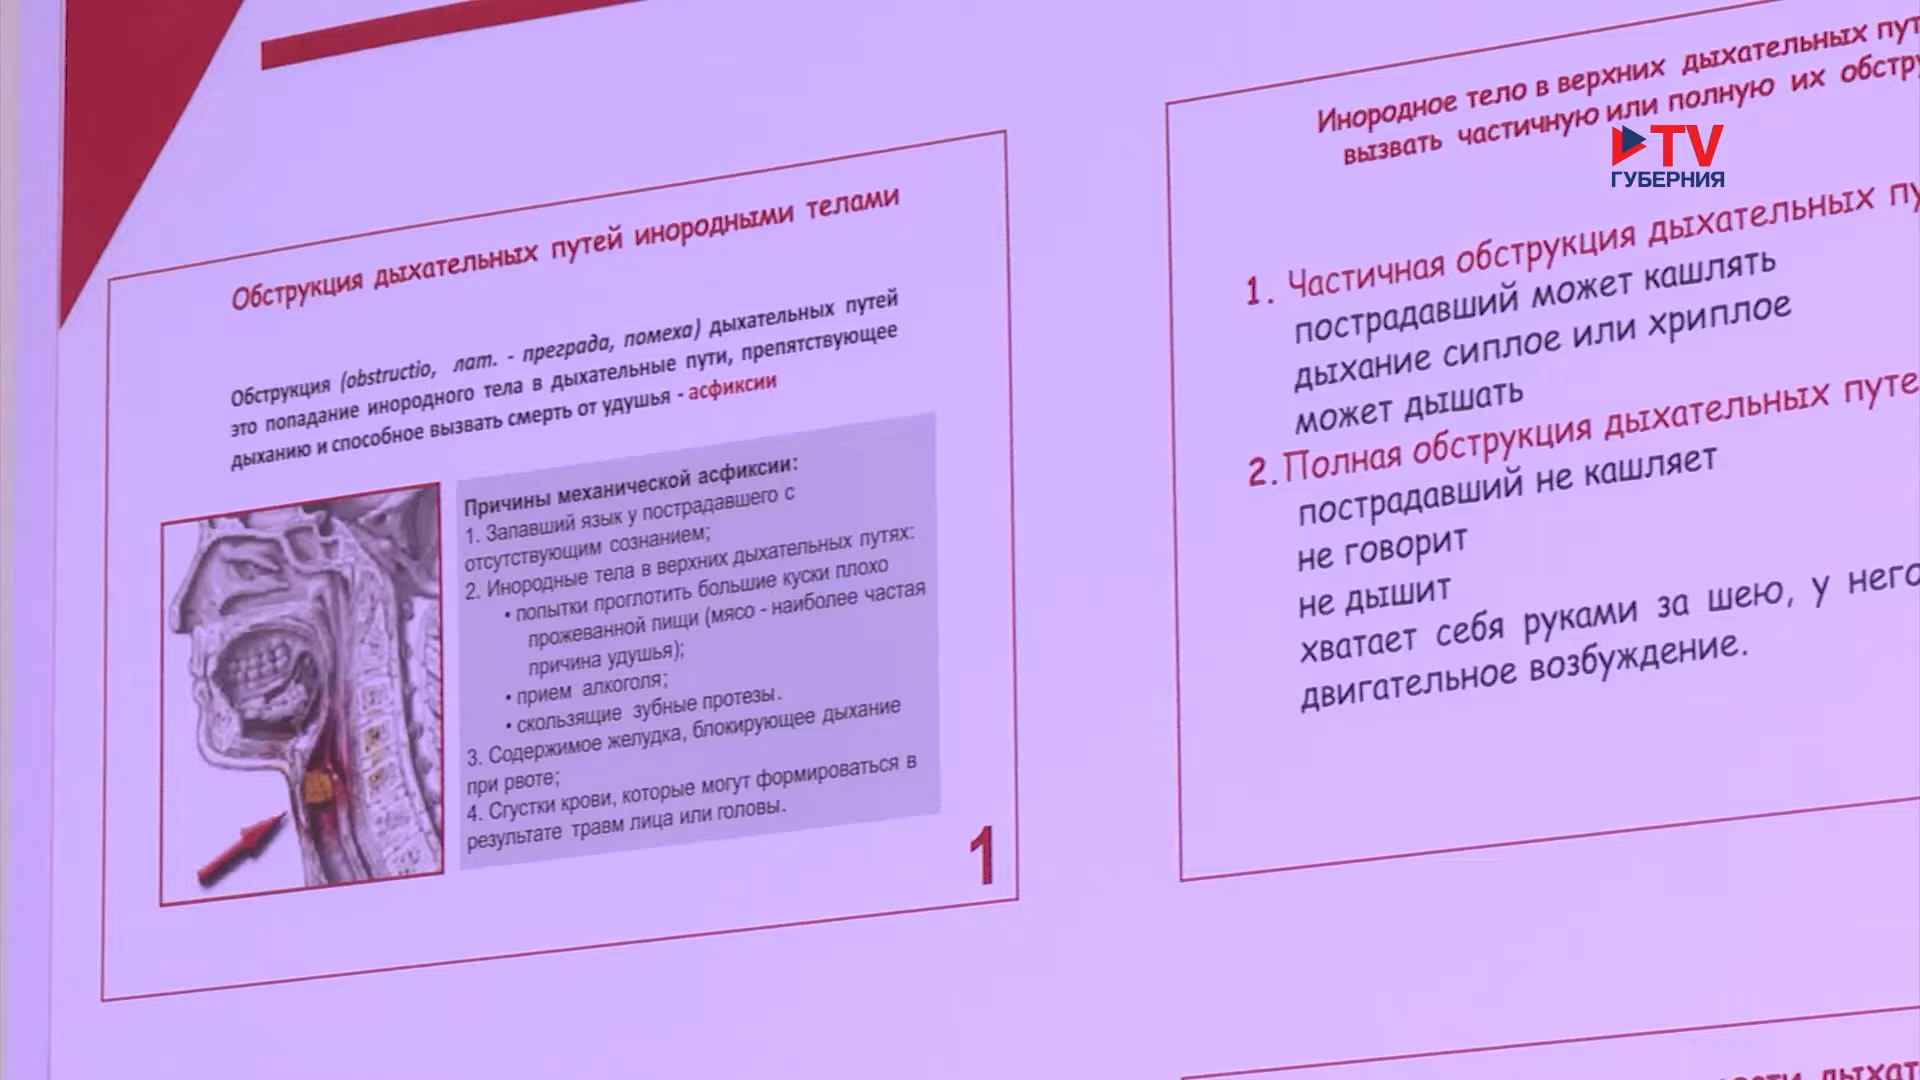 Обструкция дыхательных путей инородными телами
Обструкция (obstructio, лат. - преграда, помеха) дыхательных путей
это попадание инородного тела в дыхательные пути, препятствующее
дыханию и способное вызвать смерть от удушья - асфиксии
Причины механической асфиксии:
1. Запавший язык у пострадавшего с
отсутствующим сознанием;
2. Инородные тела в верхних дыхательных путях:
• попытки проглотить большие куски плохо
прожеванной пищи (мясо - наиболее частая
причина удушья);
• прием алкоголя;
• скользящие зубные протезы.
3. Содержимое желудка, блокирующее дыхание
при рвоте;
4. Сгустки крови, которые могут формироваться в
результате травм лица или головы.
1
Инородное тело в верхних дыхательных
вызвать частичную или полную их
TV
ГУБЕРНИЯ
1. Частичная обструкция дыхательных
пострадавший может кашлять
дыхание сиплое или хриплое
может дышать
2. Полная обструкция дыхательных путе
пострадавший не кашляет
не говорит
не дышит
хватает себя руками за шею, у него
двигательное возбуждение.